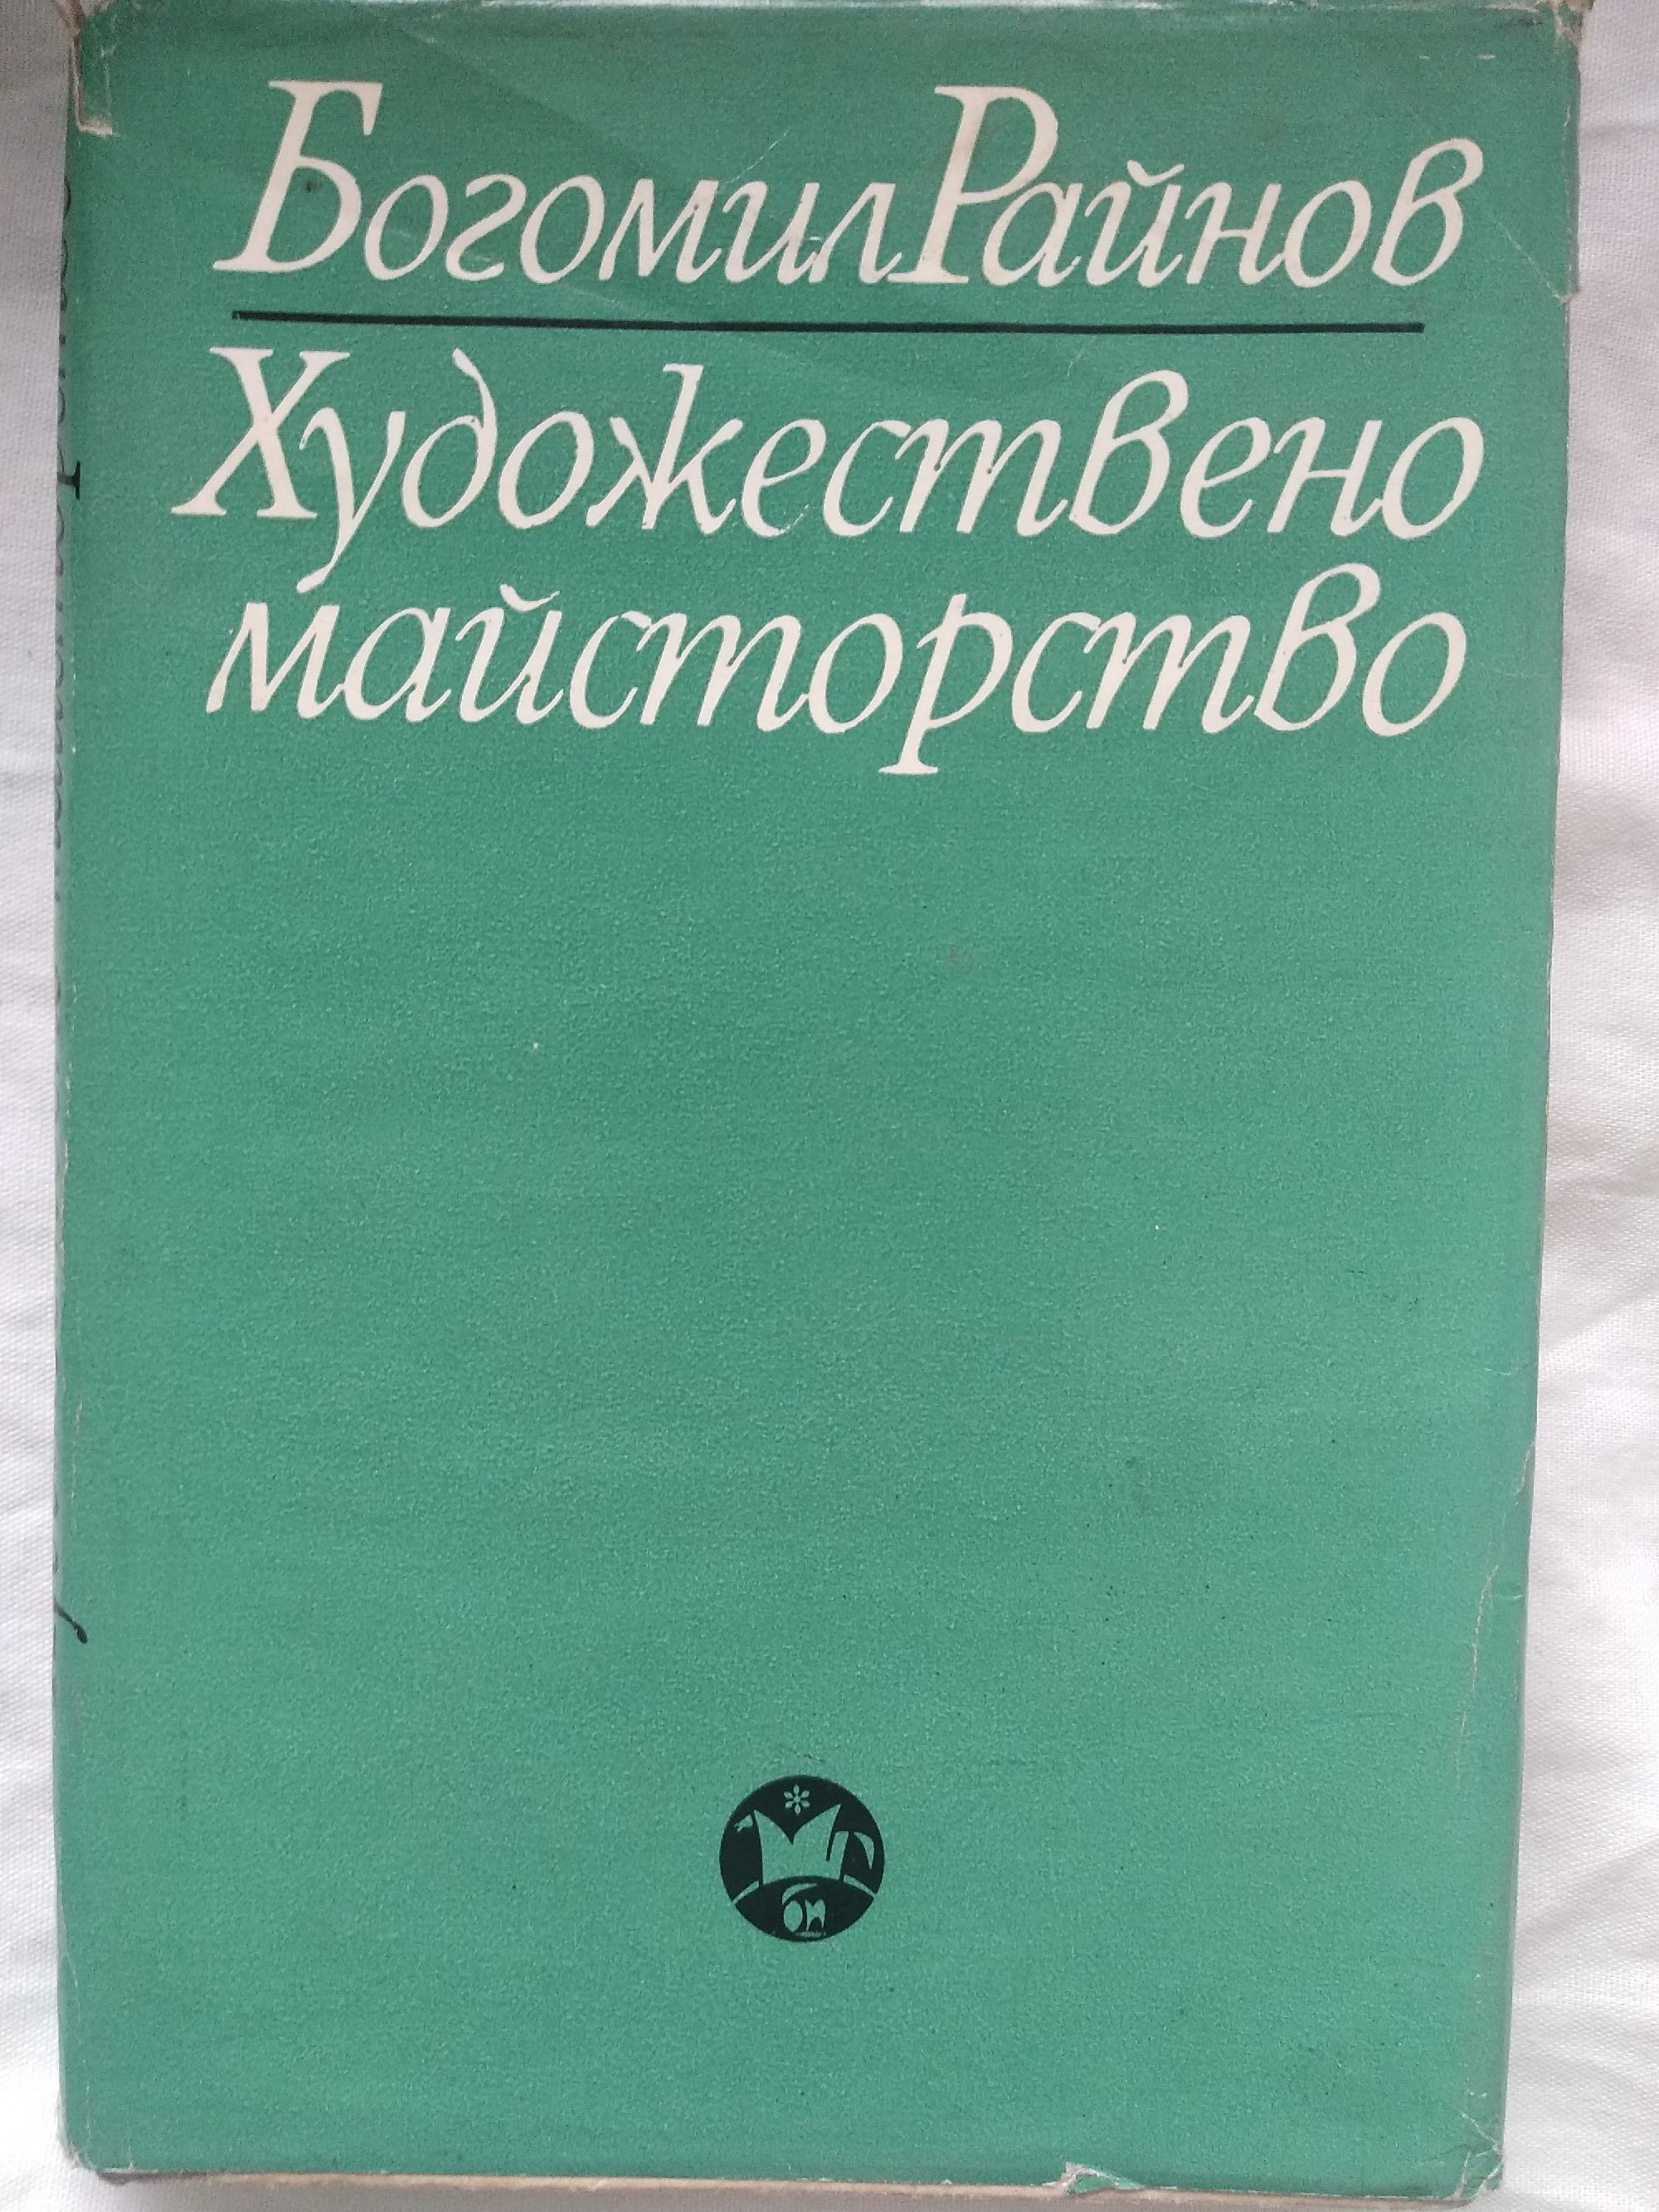 Богомил Райнов
Художествено
майсторство